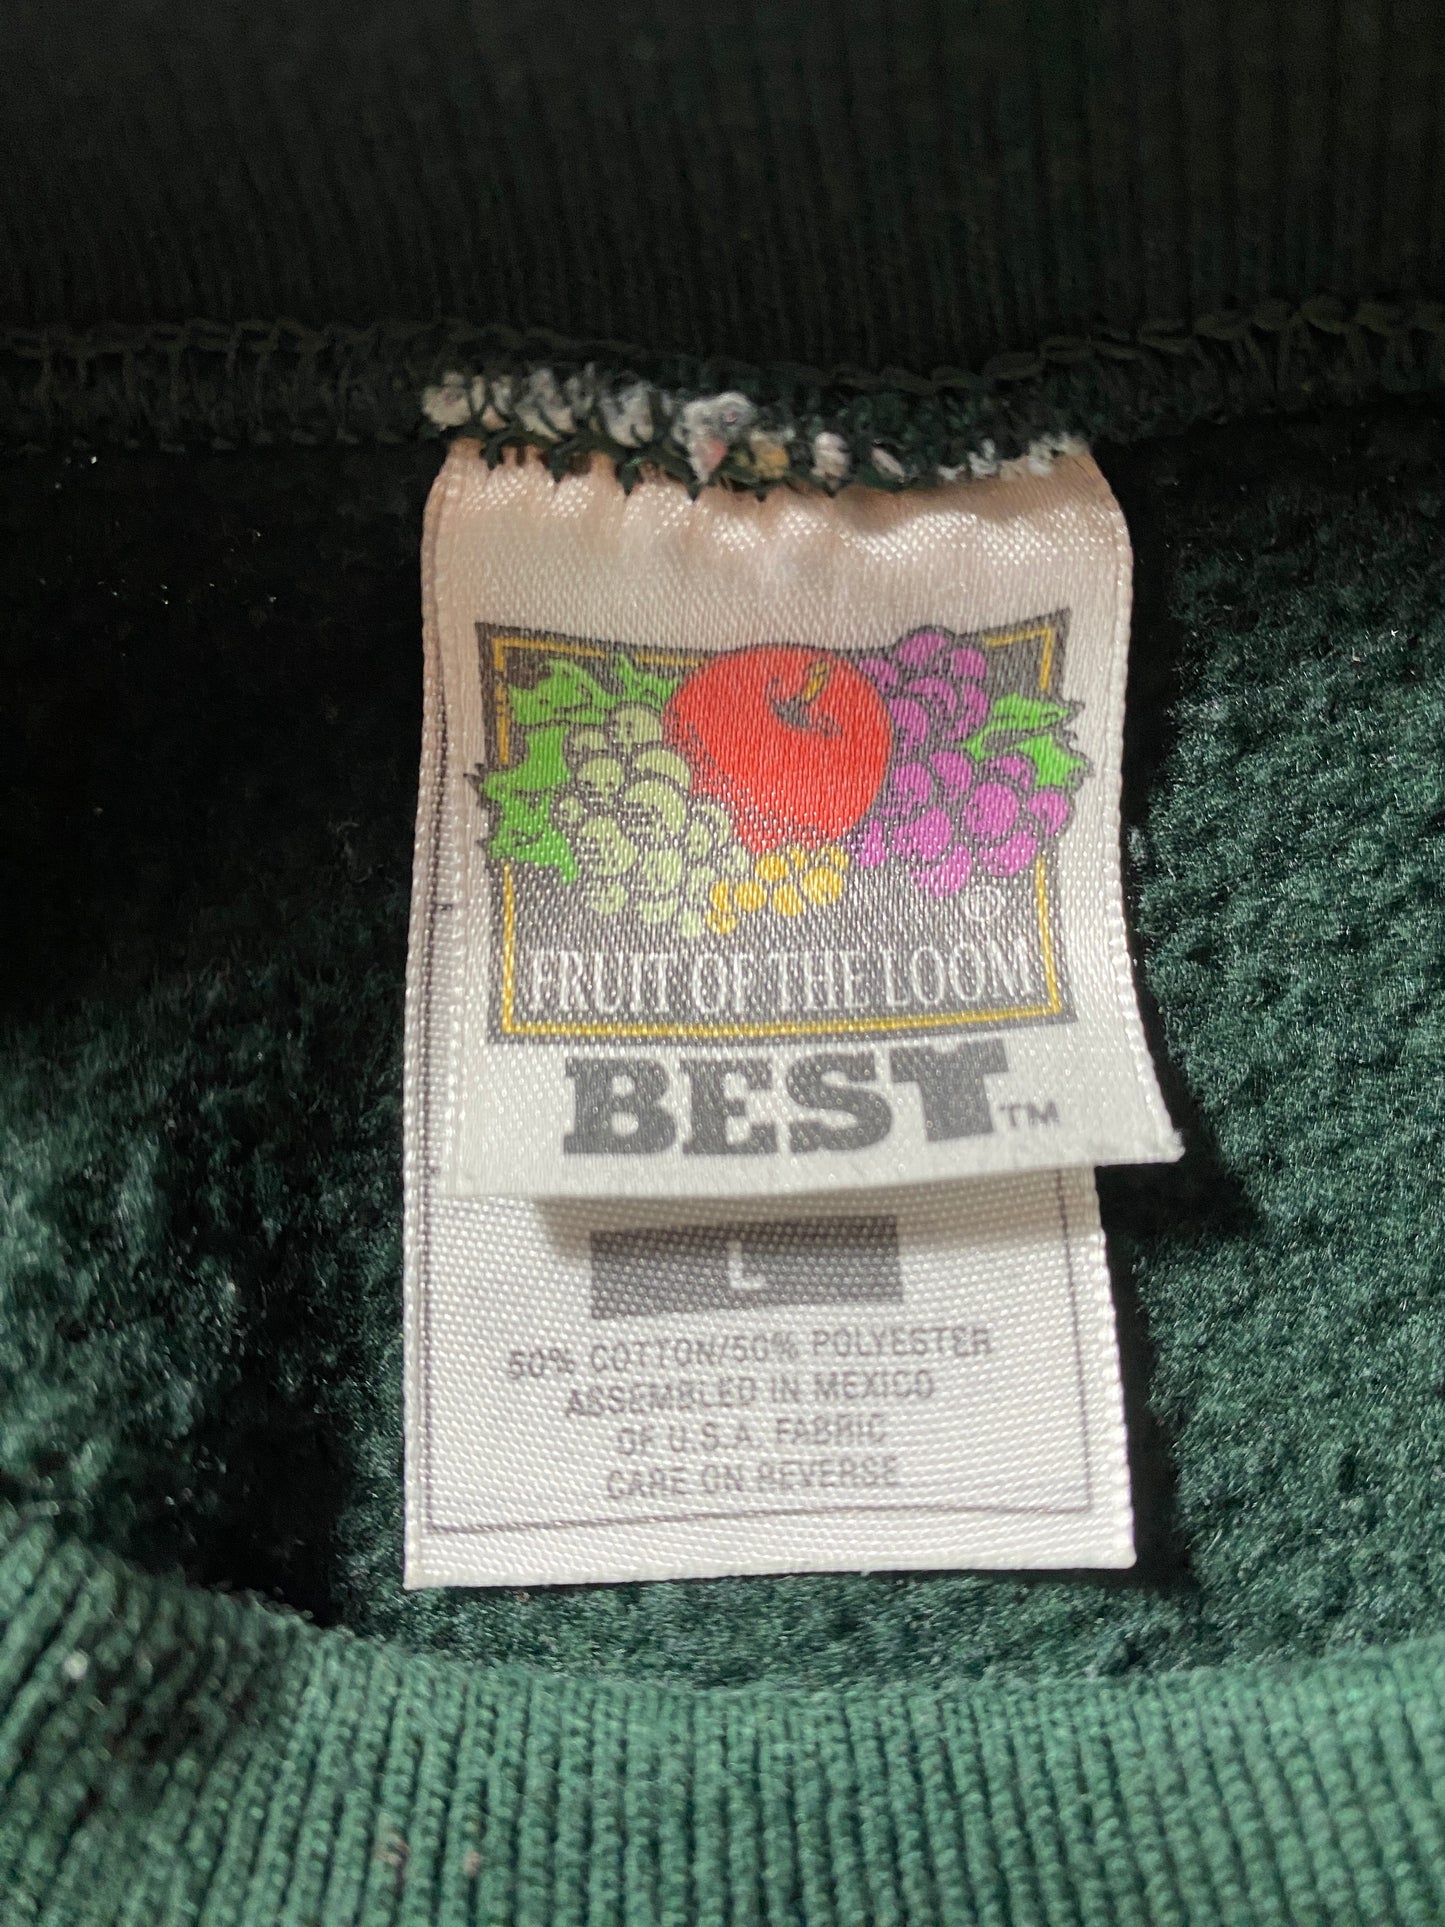 ®
FRUIT OF THE LOOM
BEST™
L
50% COTTON/50% POLYESTER
ASSEMBLED IN MEXICO
OF U.S.A. FABRIC
CARE ON REVERSE